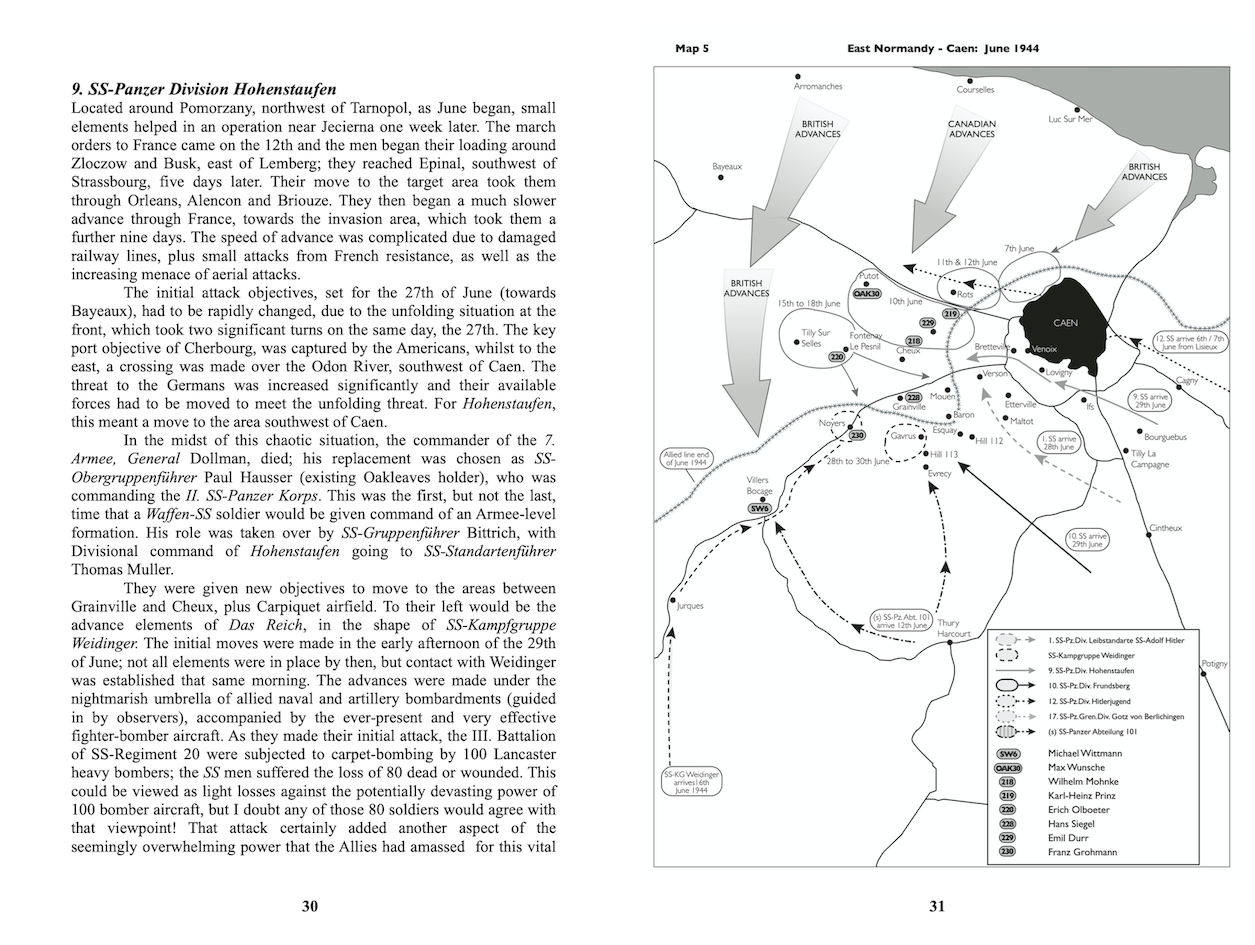 9. SS-Panzer Division Hohenstaufen
Located around Pomorzany, northwest of Tarnopol, as June began, small
elements helped in an operation near Jecierna one week later. The march
orders to France came on the 12th and the men began their loading around
Zloczow and Busk, east of Lemberg; they reached Epinal, southwest of
Strassbourg, five days later. Their move to the target area took them
through Orleans, Alencon and Briouze. They then began a much slower
advance through France, towards the invasion area, which took them a
further nine days. The speed of advance was complicated due to damaged
railway lines, plus small attacks from French resistance, as well as the
increasing menace of aerial attacks.
The initial attack objectives, set for the 27th of June (towards
Bayeaux), had to be rapidly changed, due to the unfolding situation at the
front, which took two significant turns on the same day, the 27th. The key
port objective of Cherbourg, was captured by the Americans, whilst to the
east, a crossing was made over the Odon River, southwest of Caen. The
threat to the Germans was increased significantly and their available
forces had to be moved to meet the unfolding threat. For Hohenstaufen,
this meant a move to the area southwest of Caen.
In the midst of this chaotic situation, the commander of the 7.
Armee, General Dollman, died; his replacement was chosen as SS-
Obergruppenführer Paul Hausser (existing Oakleaves holder), who was
commanding the II. SS-Panzer Korps. This was the first, but not the last,
time that a Waffen-SS soldier would be given command of an Armee-level
formation. His role was taken over by SS-Gruppenführer Bittrich, with
Divisional command of Hohenstaufen going to SS-Standartenführer
Thomas Muller.
They were given new objectives to move to the areas between
Grainville and Cheux, plus Carpiquet airfield. To their left would be the
advance elements of Das Reich, in the shape of SS-Kampfgruppe
Weidinger. The initial moves were made in the early afternoon of the 29th
of June; not all elements were in place by then, but contact with Weidinger
was established that same morning. The advances were made under the
nightmarish umbrella of allied naval and artillery bombardments (guided
in by observers), accompanied by the ever-present and very effective
fighter-bomber aircraft. As they made their initial attack, the III. Battalion
of SS-Regiment 20 were subjected to carpet-bombing by 100 Lancaster
heavy bombers; the SS men suffered the loss of 80 dead or wounded. This
could be viewed as light losses against the potentially devasting power of
100 bomber aircraft, but I doubt any of those 80 soldiers would agree with
that viewpoint! That attack certainly added another aspect of the
seemingly overwhelming power that the Allies had amassed for this vital
30
Map 5
East Normandy - Caen: June 1944
Arromanches
Courselles
Luc Sur Mer
BRITISH
ADVANCES
CANADIAN
ADVANCES
BRITISH
ADVANCES
Bayeaux
7th June
11th & 12th June
BRITISH
ADVANCES
Putot
OAK30
Rots
10th June
15th to 18th June
219
229
CAEN
Tilly Sur
Selles
Fontenay
Le Pesnil
218
220
Cheux
Bretteville
Venoix
12. SS arrive 6th / 7th
June from Lisieux
Verson
Lovigny
Cagny
228
Grainville
Mouen
Etterville
Ifs
9. SS arrive
29th June
Baron
Maltot
Noyers
230
Gavrus
Esquay
Hill 112
Bourguebus
1. SS arrive
28th June
Hill 113
Tilly La
Campagne
Allied line end
of June 1944
28th to 30th June
Evrecy
Villers
Bocage
SW6
Cintheux
10. SS arrive
29th June
Jurques
(s) SS-Pz. Abt. 101
arrive 12th June
Thury
Harcourt
Potigny
SS-KG Weidinger
arrives16th
June 1944
1. SS-Pz.Div. Leibstandarte SS-Adolf Hitler
SS-Kampgruppe Weidinger
9. SS-Pz.Div. Hohenstaufen
10. SS-Pz.Div. Frundsberg
12. SS-Pz.Div. Hitlerjugend
17. SS-Pz.Gren.Div. Gotz von Berlichingen
(s) SS-Panzer Abteilung 101
SW6 Michael Wittmann
OAK30 Max Wunsche
218 Wilhelm Mohnke
219 Karl-Heinz Prinz
220 Erich Olboeter
228 Hans Siegel
229 Emil Durr
230 Franz Grohmann
31